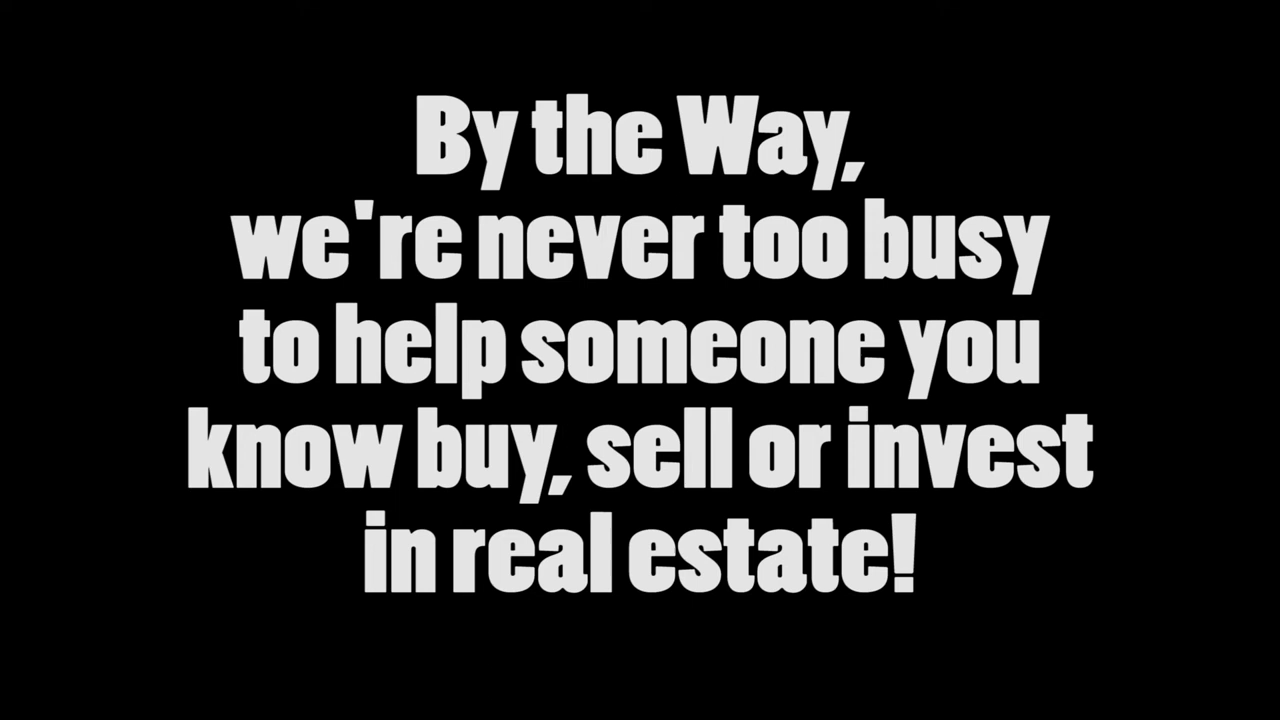 By the Way,
we're never too busy
to help someone you
know buy, sell or invest
in real estate!